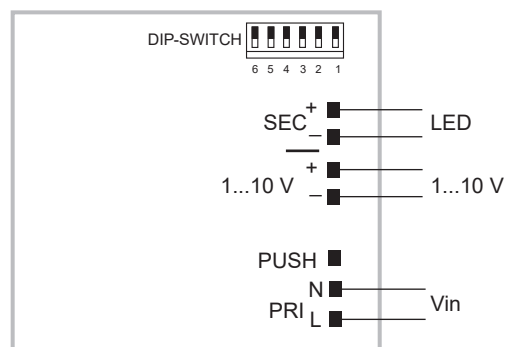 DIP-SWITCH
6 5 4 3 2 1
+
SEC LED
–
+
1...10 V 1...10 V
–
PUSH
N
PRI Vin
L